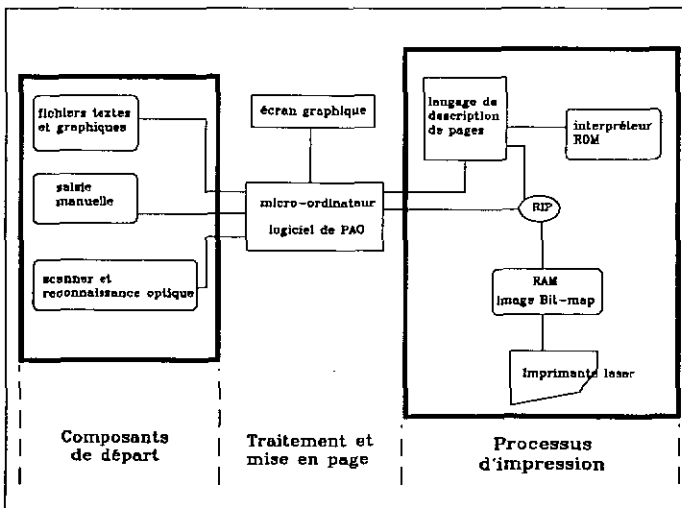 fichiers textes
et graphiques
saisie
manuelle
scanner et
reconnaissance optique
Composants
de départ
écran graphique
micro-ordinateur
logiciel de PAO
Traitement et
mise en page
langage de
description
de pages
interpréteur
ROM
RIP
RAM
Image Bit-map
Imprimante laser
Processus
d'impression